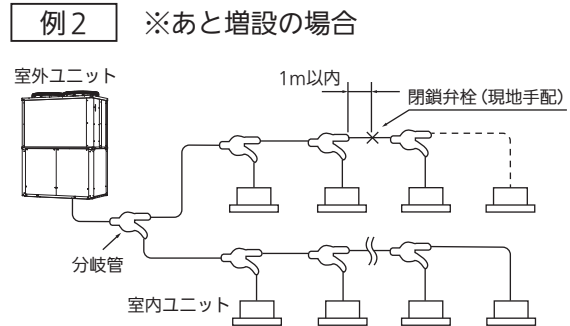 例2 ※あと増設の場合
室外ユニット
1m以内
閉鎖弁栓（現地手配）
分岐管
室内ユニット